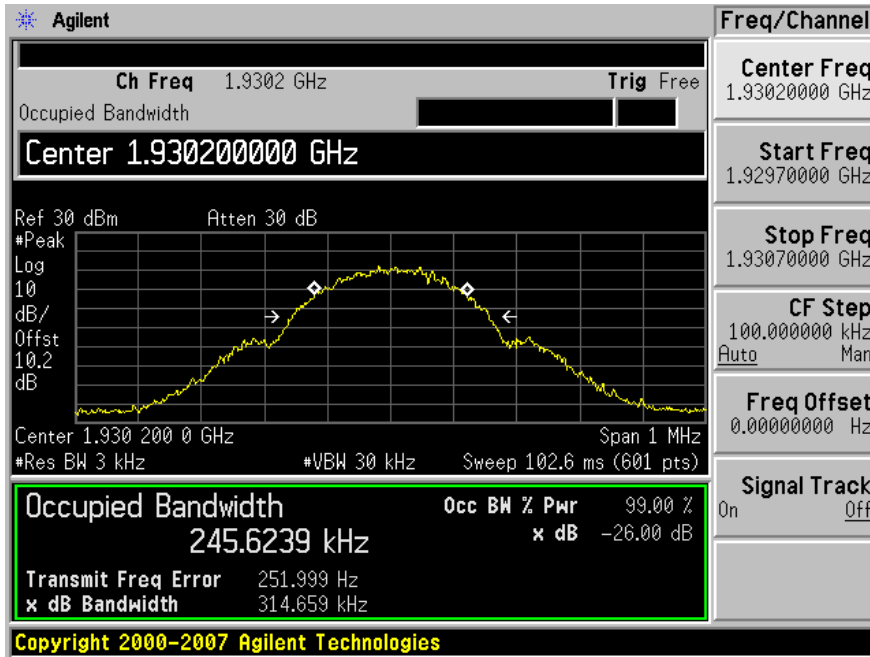 Agilent
Freq/Channel
Ch Freq 1.9302 GHz Trig Free
Occupied Bandwidth
Center 1.930200000 GHz
Ref 30 dBm Atten 30 dB
#Peak
Log
10
dB/
Offst
10.2
dB
Center 1.930 200 0 GHz Span 1 MHz
#Res BW 3 kHz #VBW 30 kHz Sweep 102.6 ms (601 pts)
Occupied Bandwidth
245.6239 kHz
Occ BW % Pwr 99.00 %
x dB -26.00 dB
Transmit Freq Error 251.999 Hz
x dB Bandwidth 314.659 kHz
Center Freq
1.93020000 GHz
Start Freq
1.92970000 GHz
Stop Freq
1.93070000 GHz
CF Step
100.000000 kHz
Auto Man
Freq Offset
0.00000000 Hz
Signal Track
On Off
Copyright 2000-2007 Agilent Technologies